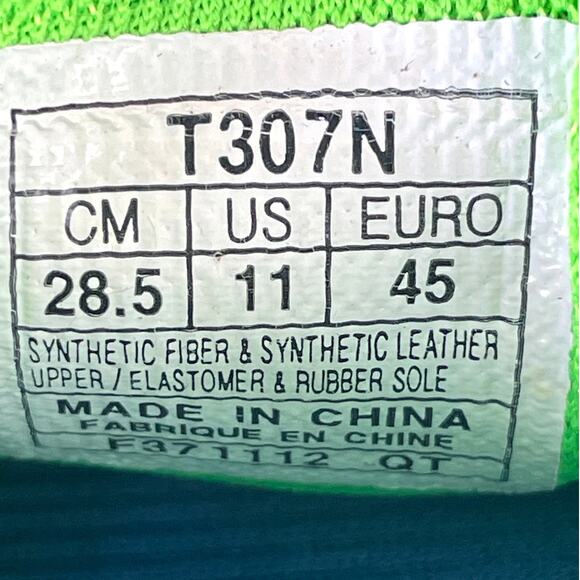 T307N
CM US EURO
28.5 11 45
SYNTHETIC FIBER & SYNTHETIC LEATHER
UPPER / ELASTOMER & RUBBER SOLE
MADE IN CHINA
FABRIQUE EN CHINE
F371112 QT